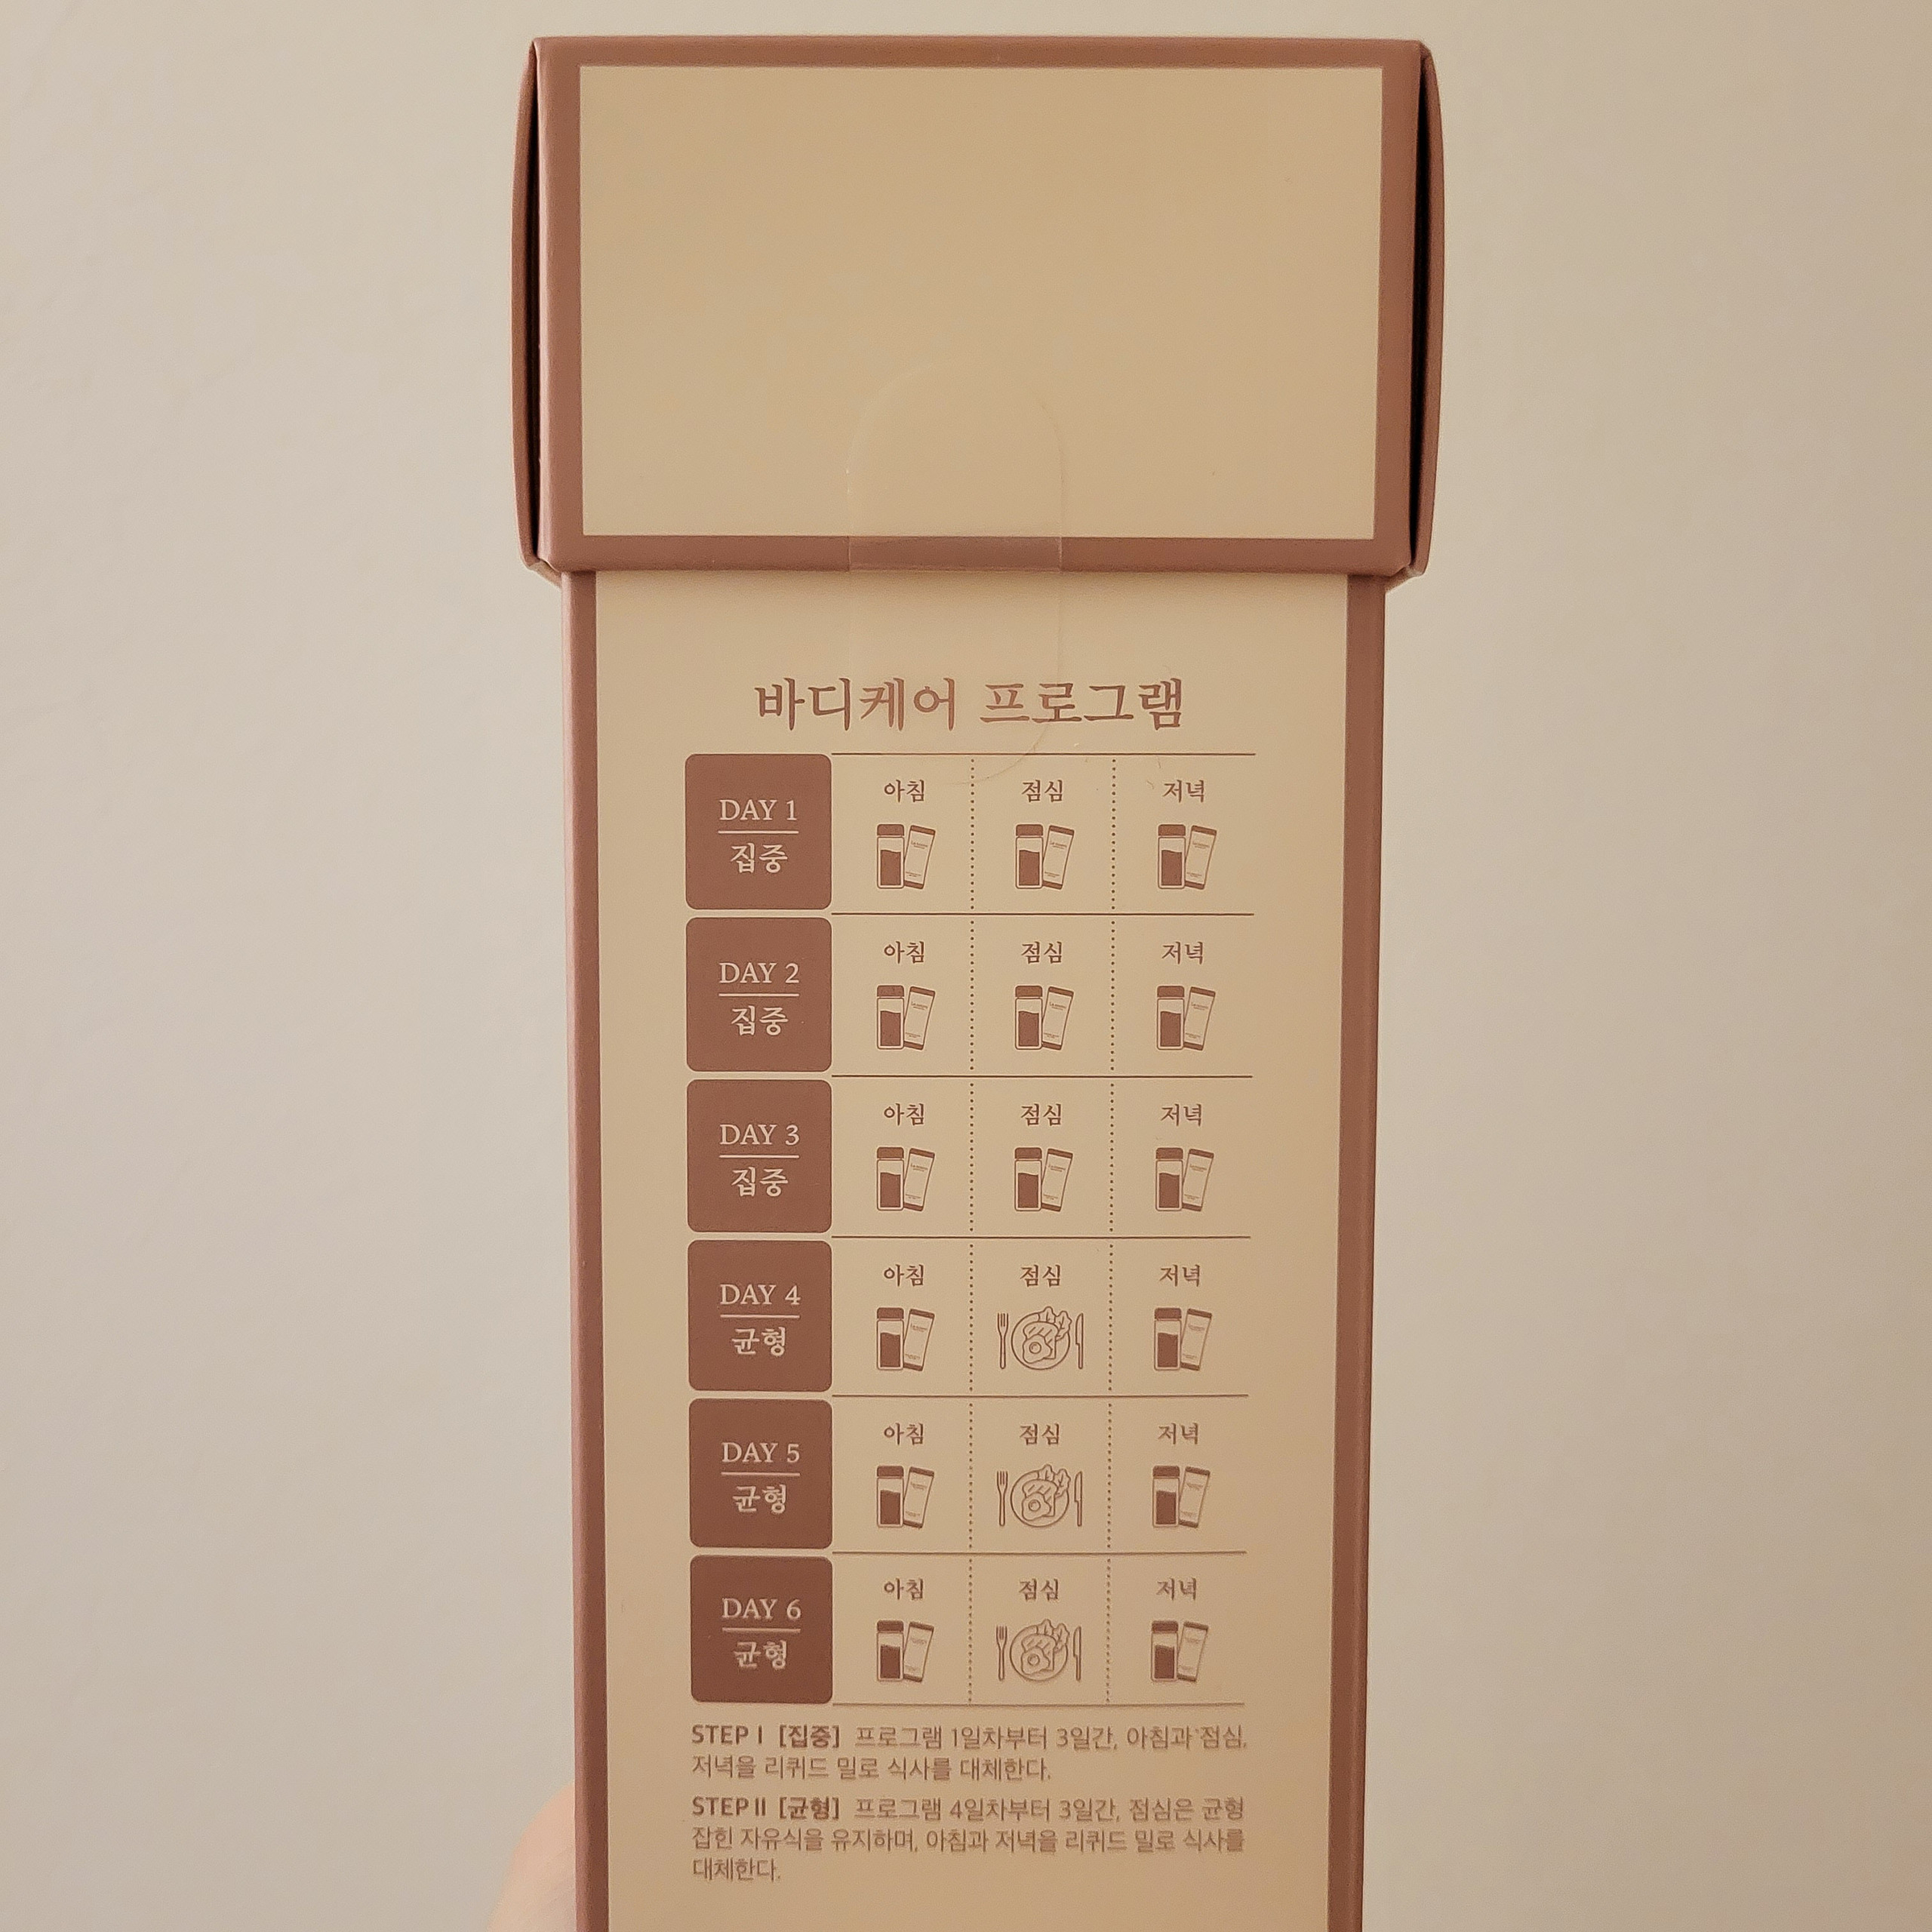 바디케어 프로그램
DAY 1
집중
아침 점심 저녁
DAY 2
집중
아침 점심 저녁
DAY 3
집중
아침 점심 저녁
DAY 4
균형
아침 점심 저녁
DAY 5
균형
아침 점심 저녁
DAY 6
균형
아침 점심 저녁
STEP I [집중] 프로그램 1일차부터 3일간, 아침과 점심,
저녁을 리퀴드 밀로 식사를 대체한다.
STEP II [균형] 프로그램 4일차부터 3일간, 점심은 균형
잡힌 자유식을 유지하며, 아침과 저녁을 리퀴드 밀로 식사를
대체한다.